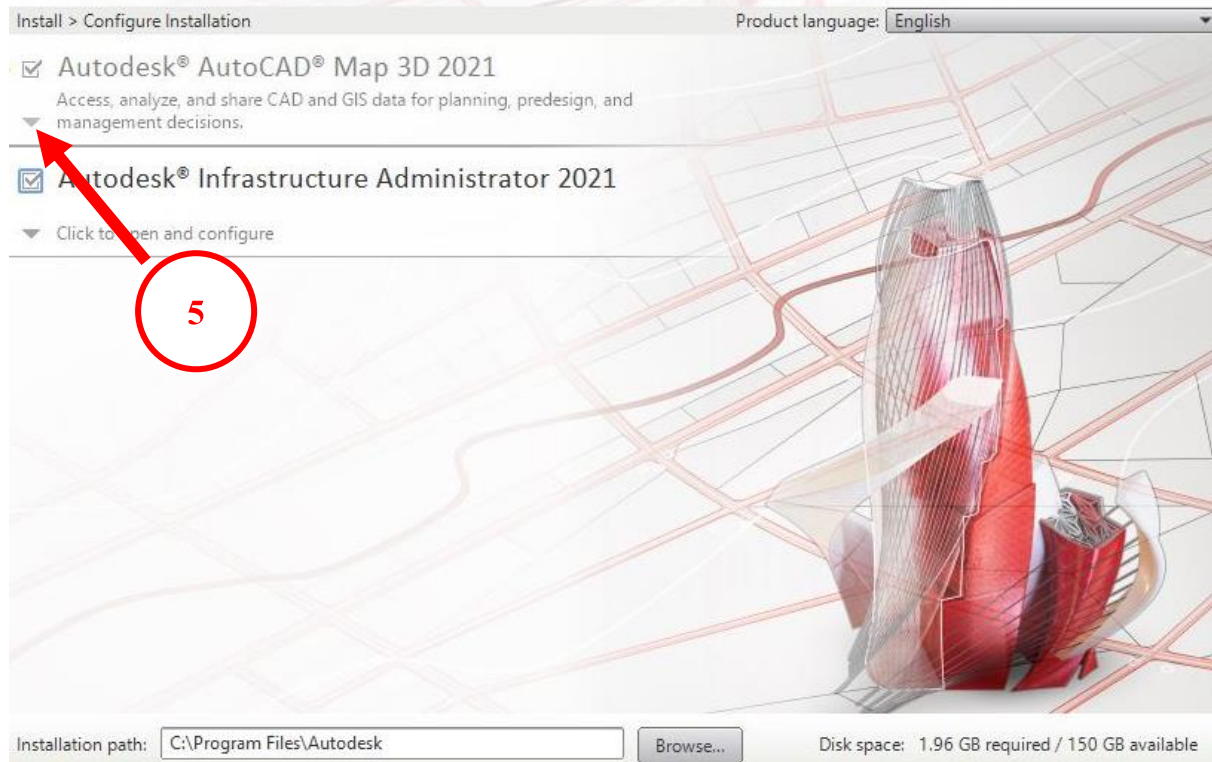 Install > Configure Installation
Product language: English
Autodesk® AutoCAD® Map 3D 2021
Access, analyze, and share CAD and GIS data for planning, predesign, and
management decisions.
Autodesk® Infrastructure Administrator 2021
Click to open and configure
5
Installation path: C:\Program Files\Autodesk Browse... Disk space: 1.96 GB required / 150 GB available